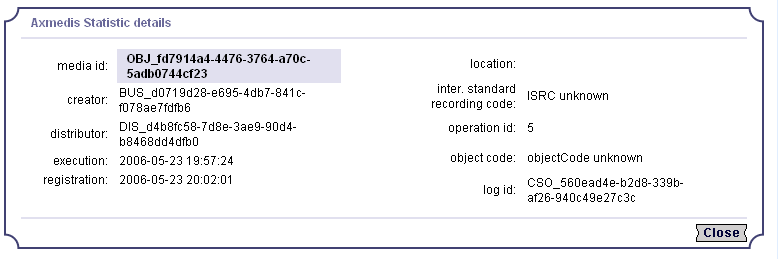 Axmedis Statistic details
media id: OBJ_fd7914a4-4476-3764-a70c-
5adb0744cf23
creator: BUS_d0719d28-e695-4db7-841c-
f078ae7fdfb6
distributor: DIS_d4b8fc58-7d8e-3ae9-90d4-
b8468dd4dfb0
execution: 2006-05-23 19:57:24
registration: 2006-05-23 20:02:01
location:
inter. standard
recording code: ISRC unknown
operation id: 5
object code: objectCode unknown
log id: CSO_560ead4e-b2d8-339b-
af26-940c49e27c3c
Close